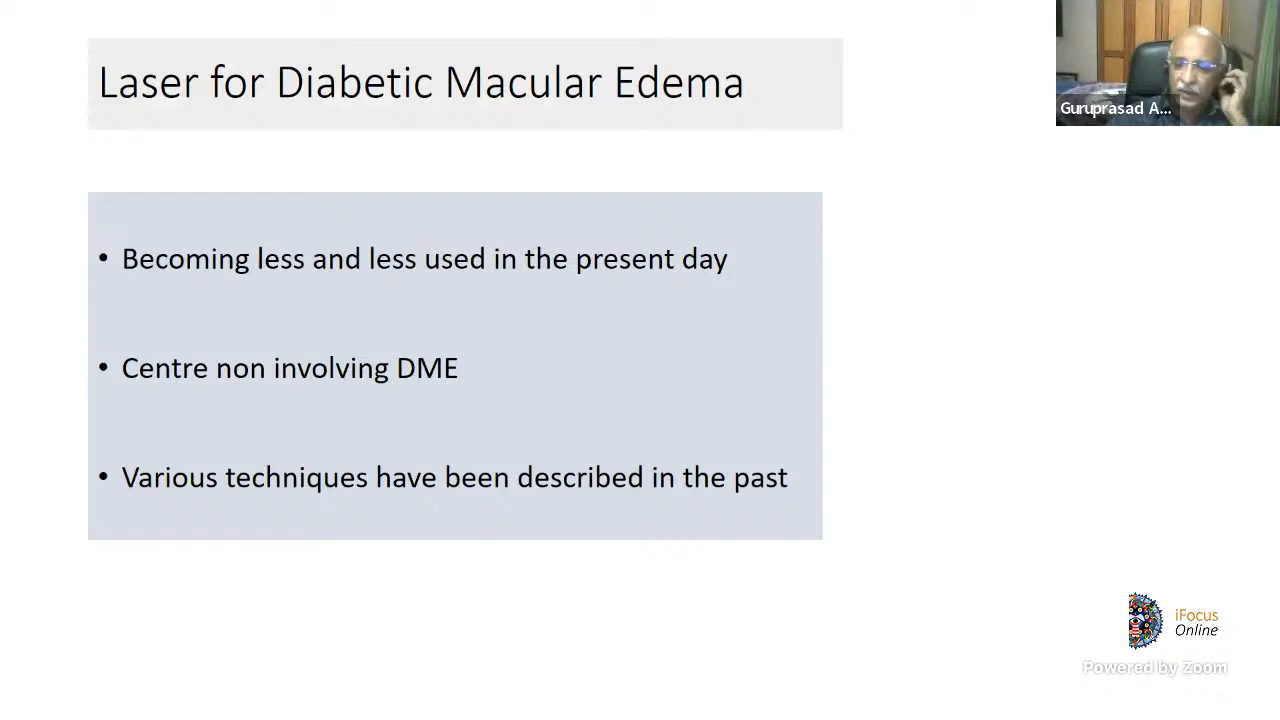 Laser for Diabetic Macular Edema
Guruprasad A...
• Becoming less and less used in the present day
• Centre non involving DME
• Various techniques have been described in the past
iFocus
Online
Powered by Zoom